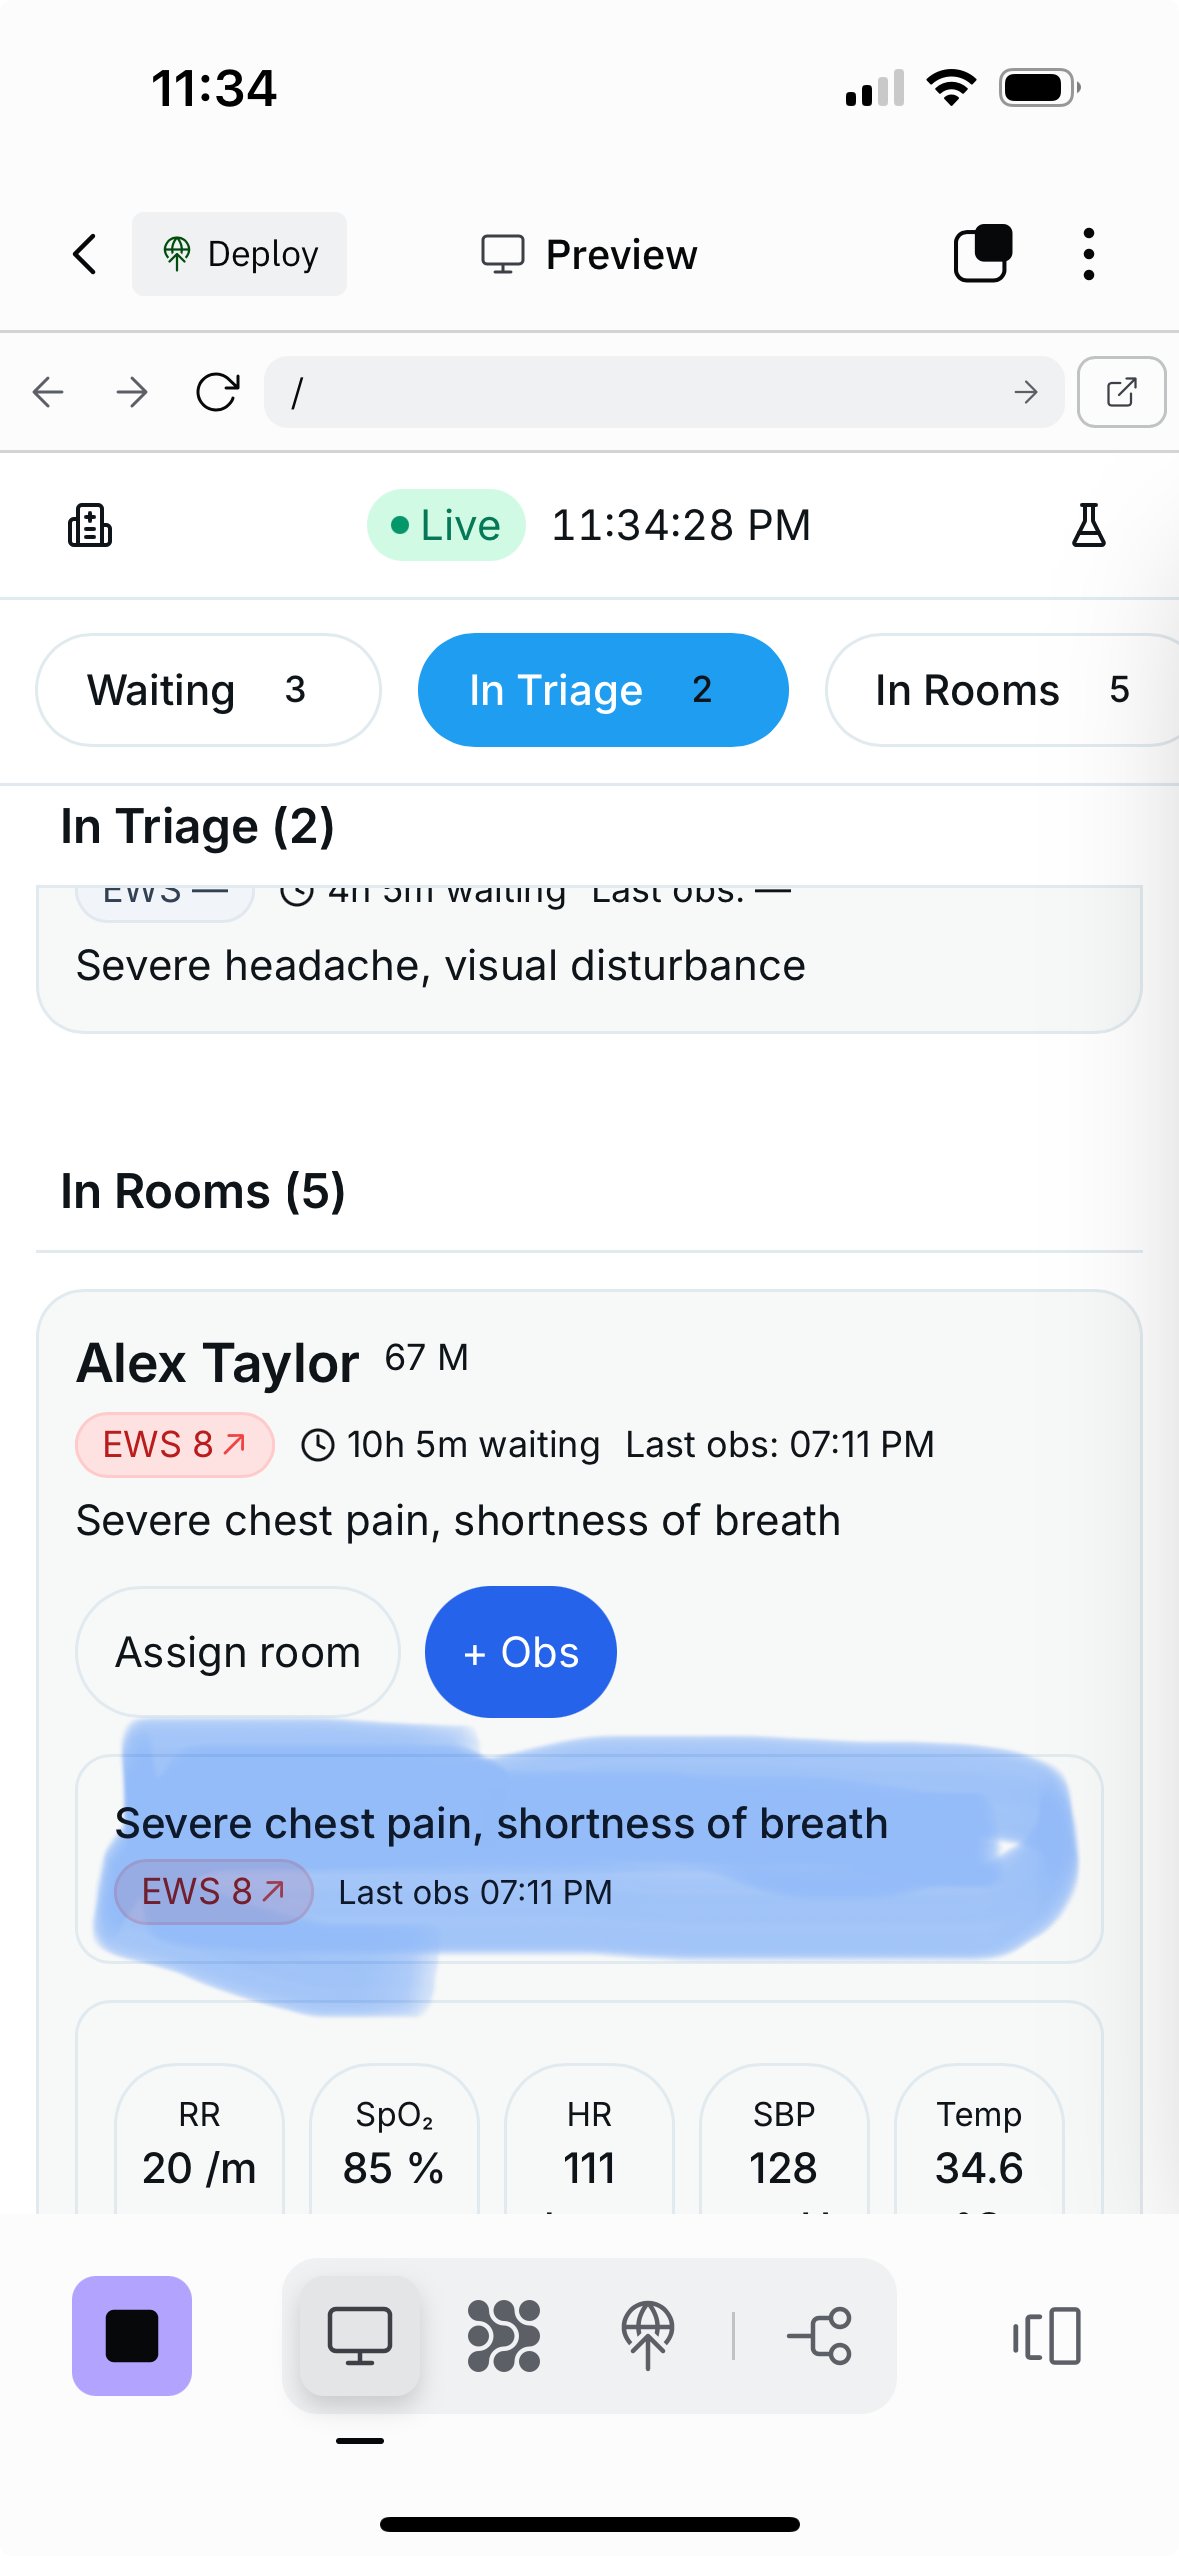 11:34
Deploy
Preview
/
Live 11:34:28 PM
Waiting 3 In Triage 2 In Rooms 5
In Triage (2)
EWS — 4h 5m waiting Last obs: —
Severe headache, visual disturbance
In Rooms (5)
Alex Taylor 67 M
EWS 8 10h 5m waiting Last obs: 07:11 PM
Severe chest pain, shortness of breath
Assign room + Obs
Severe chest pain, shortness of breath
EWS 8 Last obs 07:11 PM
RR SpO₂ HR SBP Temp
20 /m 85 % 111 128 34.6